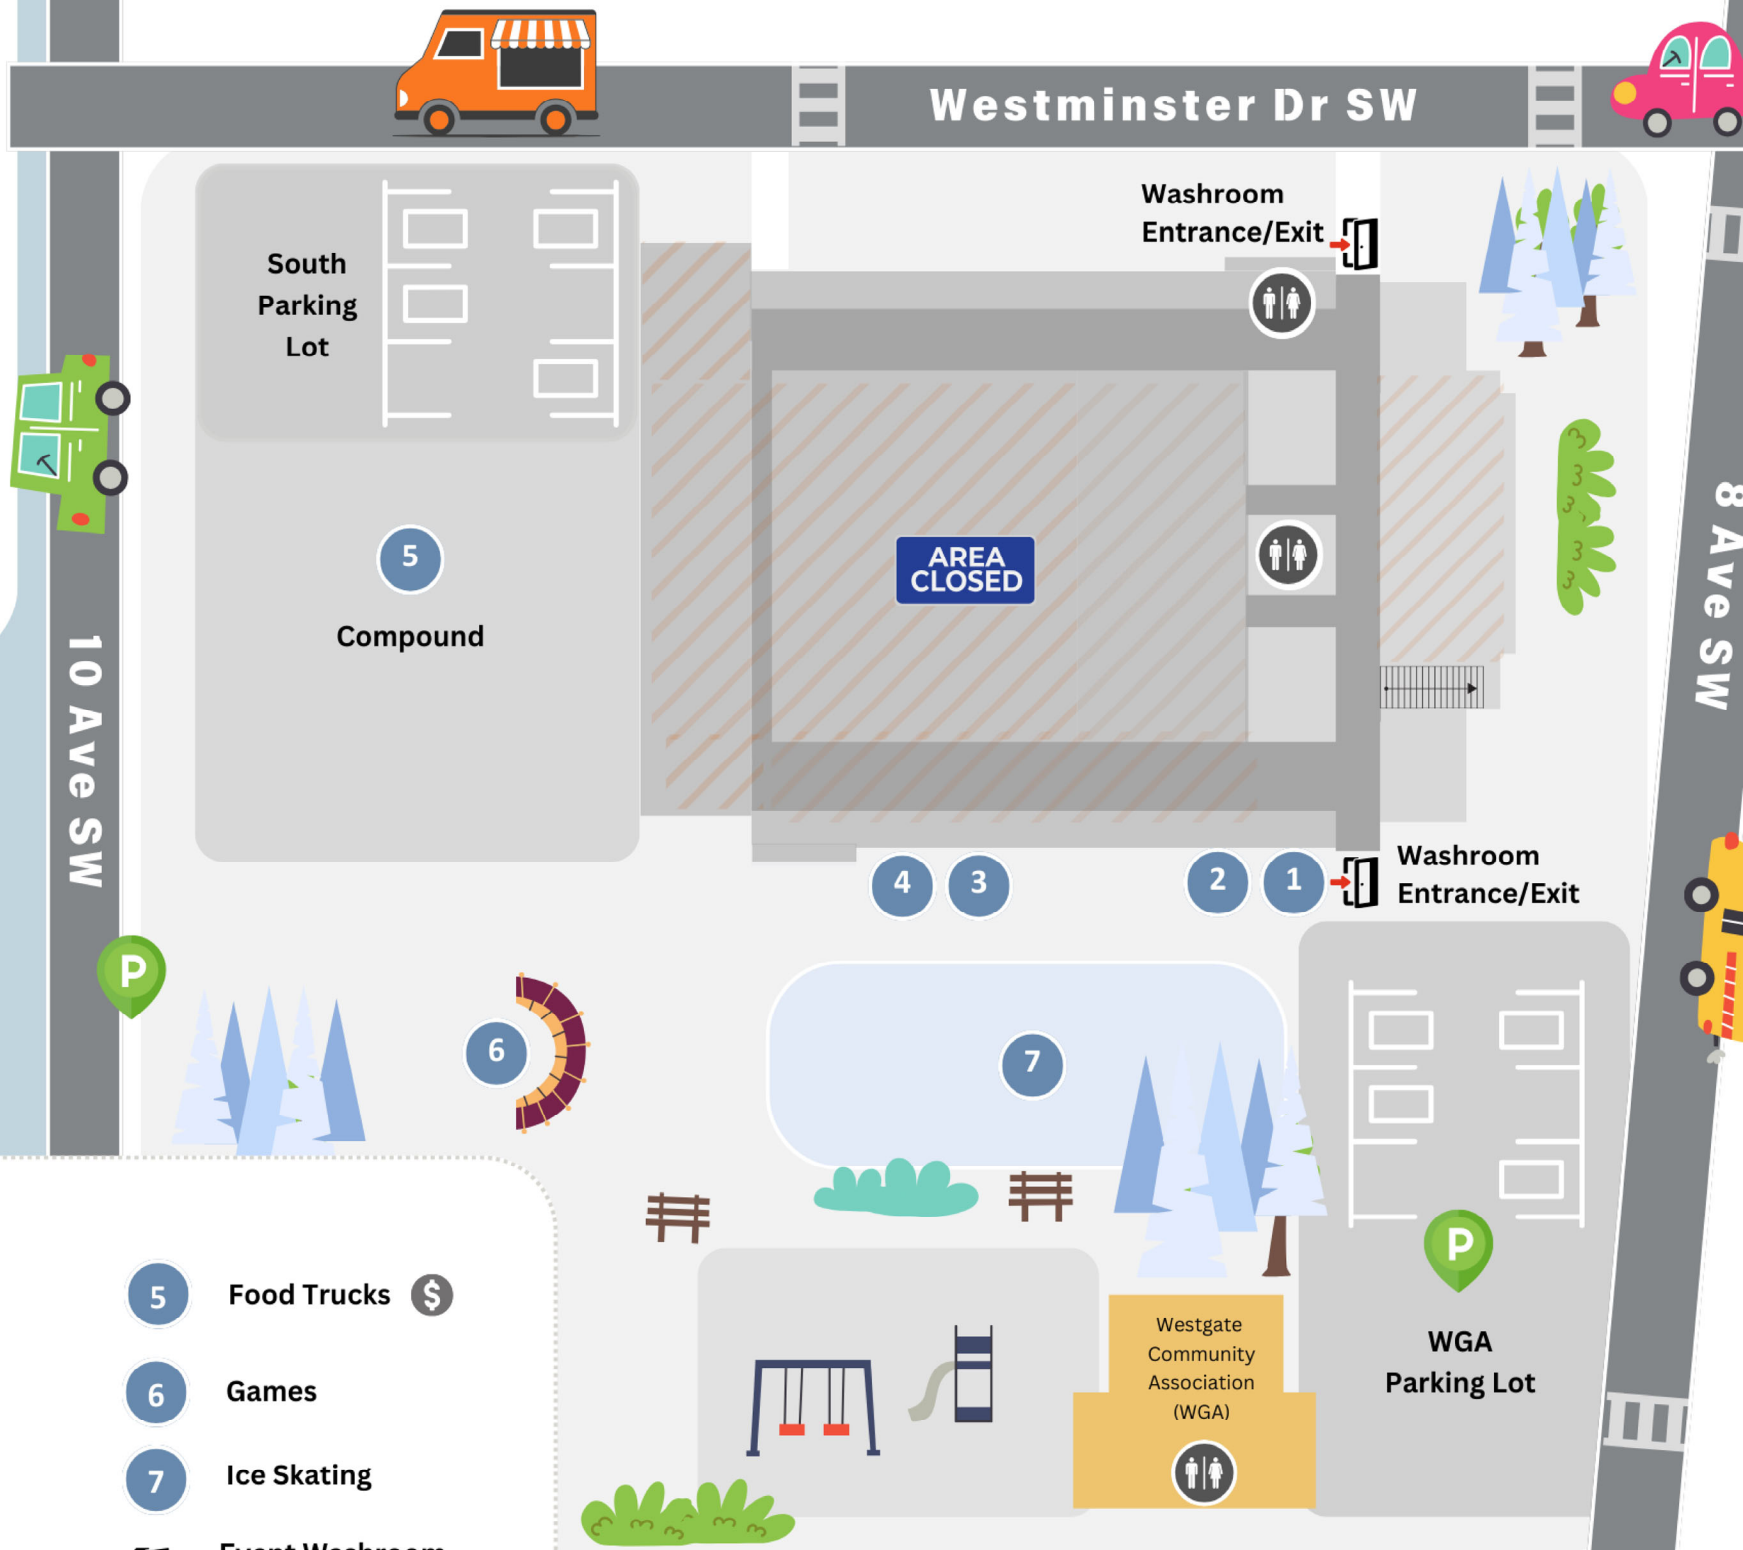 Westminster Dr SW
Washroom
Entrance/Exit
South
Parking
Lot
AREA
CLOSED
5
Compound
10 Ave SW
8 Ave SW
4
3
2
1
Washroom
Entrance/Exit
P
6
7
P
WGA
Parking Lot
Westgate
Community
Association
(WGA)
5 Food Trucks $
6 Games
7 Ice Skating
Event Washroom